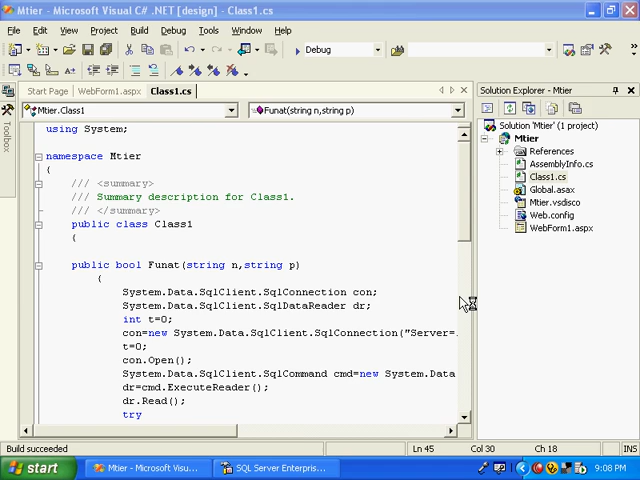 Mtier - Microsoft Visual C# .NET [design] - Class1.cs
File Edit View Project Build Debug Tools Window Help
Debug
Start Page WebForm1.aspx Class1.cs
Mtier.Class1 Funat(string n,string p)
Toolbox
using System;
namespace Mtier
{
/// <summary>
/// Summary description for Class1.
/// </summary>
public class Class1
{
public bool Funat(string n,string p)
{
System.Data.SqlClient.SqlConnection con;
System.Data.SqlClient.SqlDataReader dr;
int t=0;
con=new System.Data.SqlClient.SqlConnection("Server=.
t=0;
con.Open();
System.Data.SqlClient.SqlCommand cmd=new System.Data
dr=cmd.ExecuteReader();
dr.Read();
try
Solution Explorer - Mtier
Solution 'Mtier' (1 project)
Mtier
References
AssemblyInfo.cs
Class1.cs
Global.asax
Mtier.vsdisco
Web.config
WebForm1.aspx
Build succeeded Ln 45 Col 30 Ch 18
start Mtier - Microsoft Visu... SQL Server Enterpris... 9:08 PM